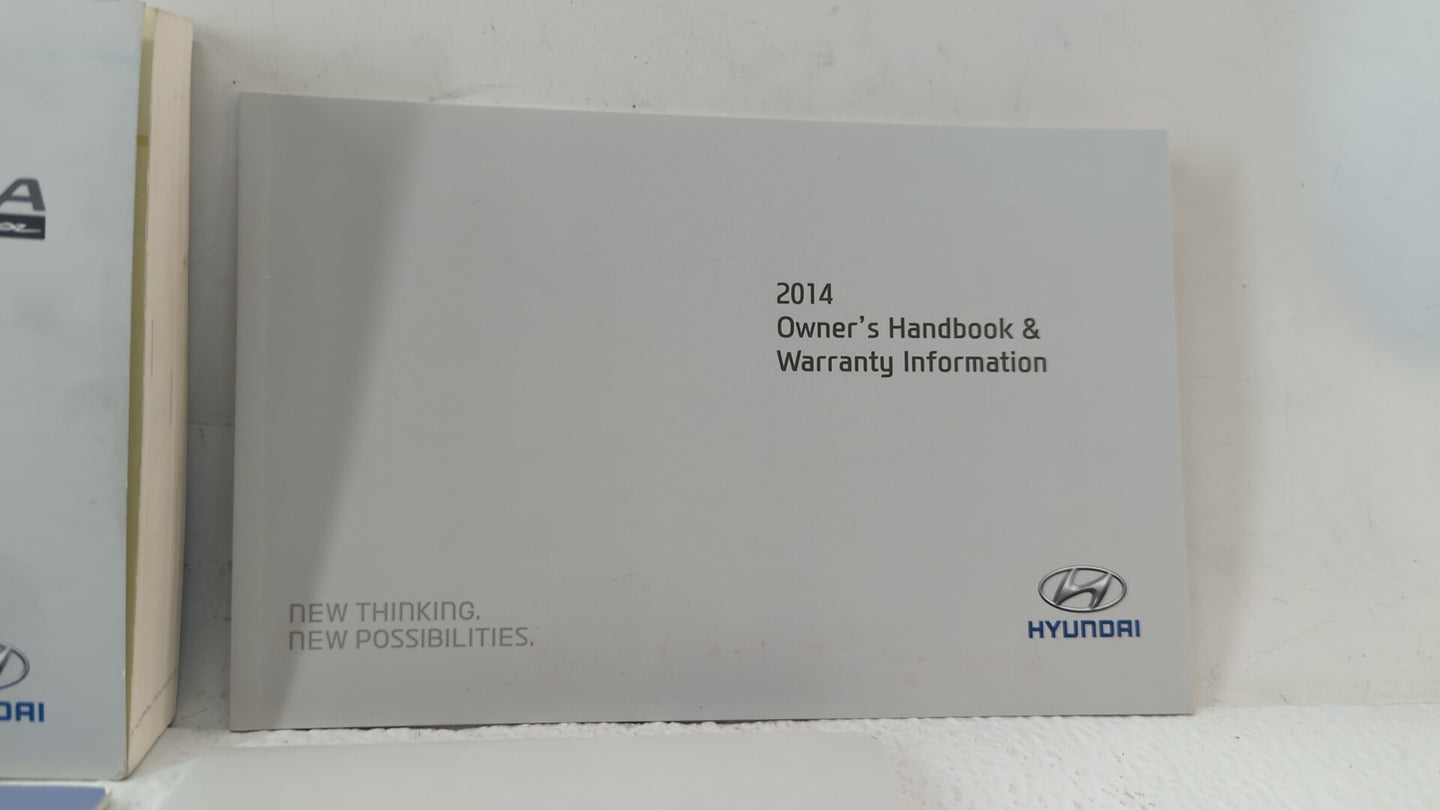 2014
Owner's Handbook &
Warranty Information
NEW THINKING.
NEW POSSIBILITIES.
HYUNDAI